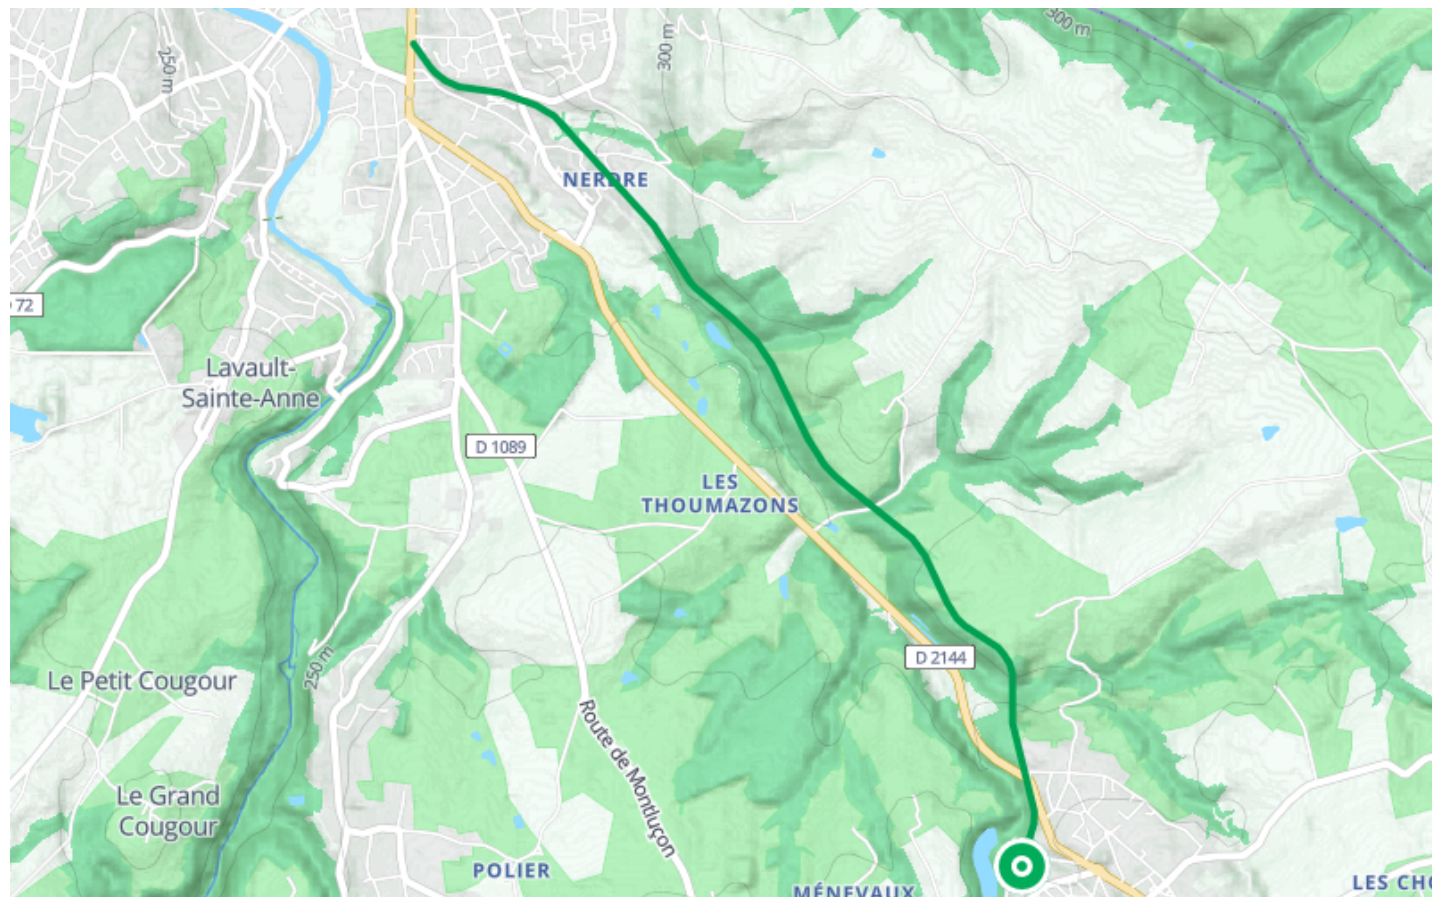 300 m
250 m
300 m
NERDRE
72
Lavault-
Sainte-Anne
D 1089
LES
THOUMAZONS
D 2144
250 m
Le Petit Cougour
Route de Montluçon
Le Grand
Cougour
POLIER
MÉNEVAUX
LES CHO